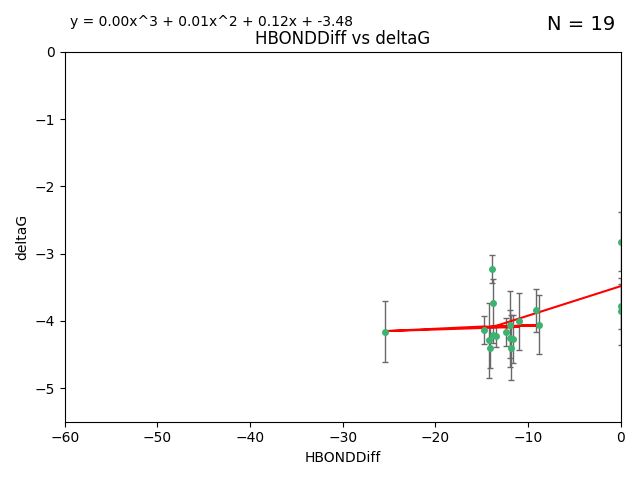 y = 0.00x^3 + 0.01x^2 + 0.12x + -3.48
N = 19
HBONDDiff vs deltaG
0
−1
−2
−3
−4
−5
deltaG
−60
−50
−40
−30
−20
−10
0
HBONDDiff